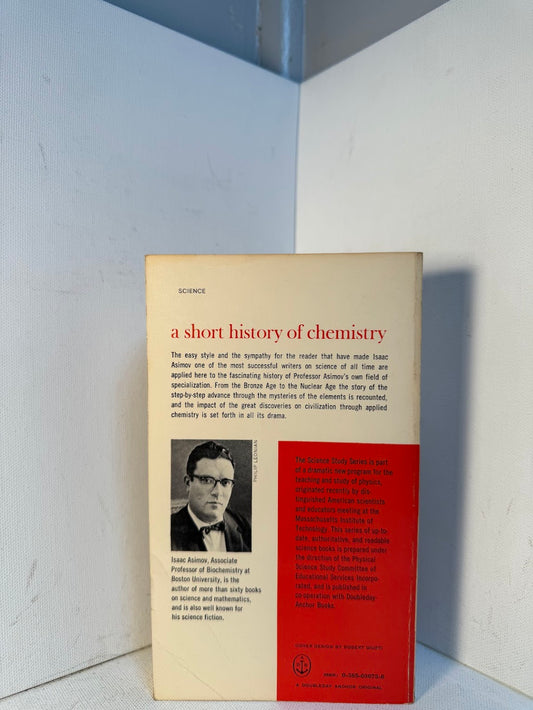 SCIENCE
a short history of chemistry
The easy style and the sympathy for the reader that have made Isaac
Asimov one of the most successful writers on science of all time are
applied here to the fascinating history of Professor Asimov's own field of
specialization. From the Bronze Age to the Nuclear Age the story of the
step-by-step advance through the mysteries of the elements is recounted,
and the impact of the great discoveries on civilization through applied
chemistry is set forth in all its drama.
PHILIP LEONIAN
Isaac Asimov, Associate
Professor of Biochemistry at
Boston University, is the
author of more than sixty books
on science and mathematics,
and is also well known for
his science fiction.
The Science Study Series is part
of a dramatic new program for the
teaching and study of physics,
originated recently by dis-
tinguished American scientists
and educators meeting at the
Massachusetts Institute of
Technology. This series of up-to-
date, authoritative, and readable
science books is prepared under
the direction of the Physical
Science Study Committee of
Educational Services Incorpo-
rated, and is published in
co-operation with Doubleday-
Anchor Books.
COVER DESIGN BY ROBERT
ISBN:
A DOUBLEDAY ANCHOR ORIGINAL